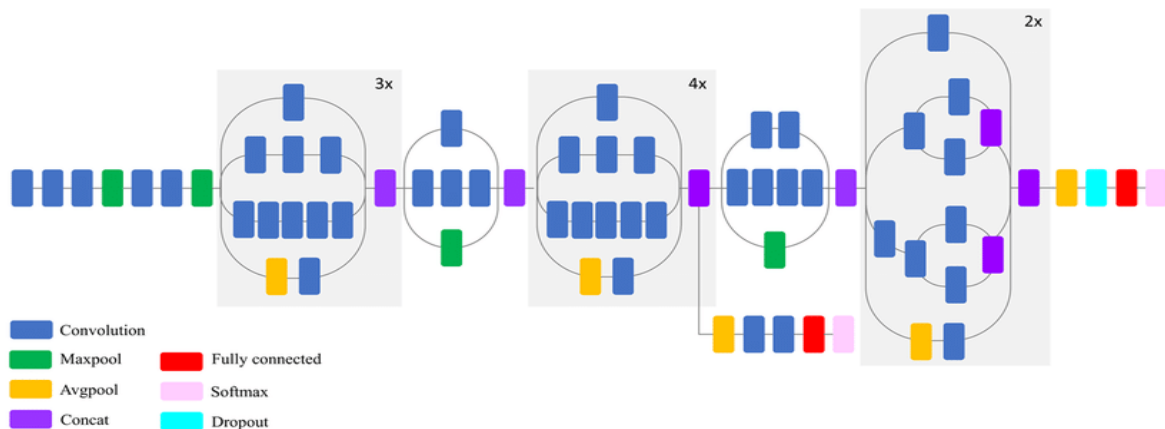 3x
4x
2x
Convolution
Maxpool
Avgpool
Concat
Fully connected
Softmax
Dropout